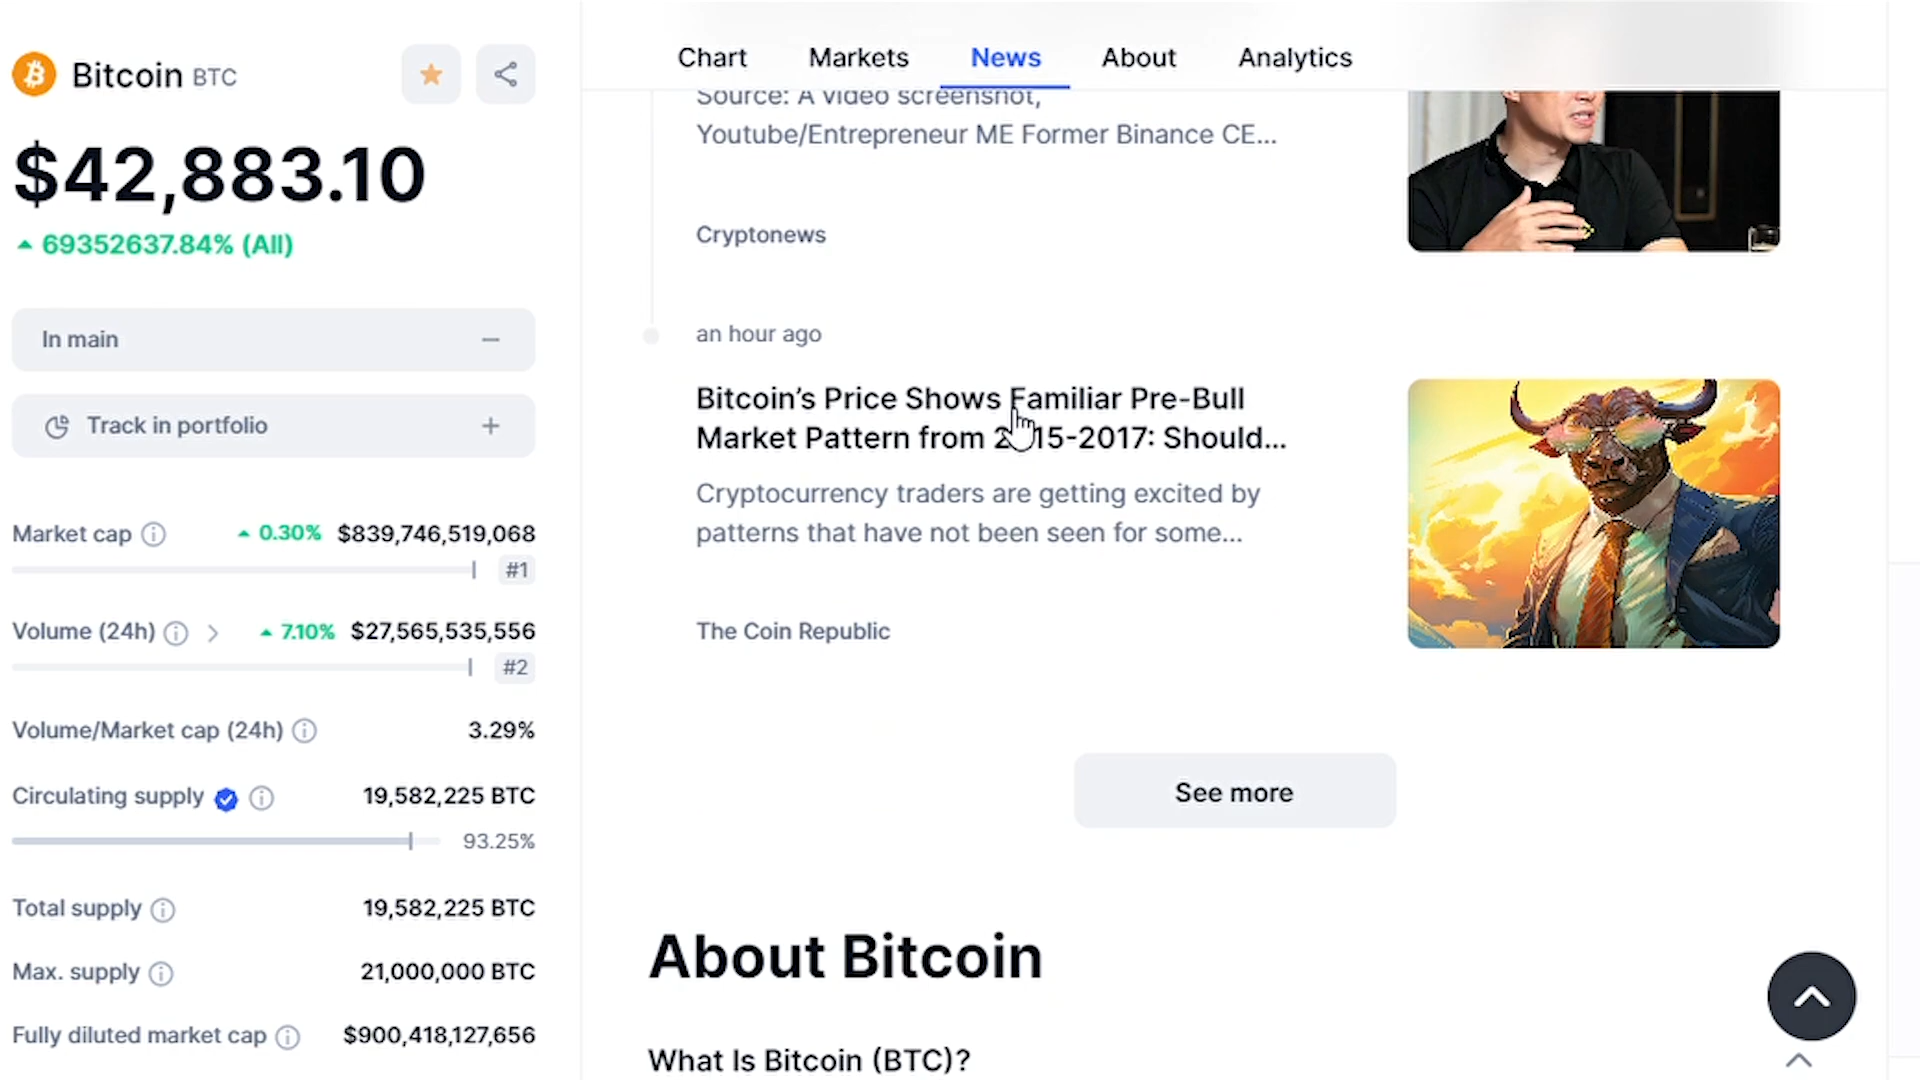 Bitcoin BTC
$42,883.10
69352637.84% (All)
In main
Track in portfolio
Market cap 0.30% $839,746,519,068
#1
Volume (24h) 7.10% $27,565,535,556
#2
Volume/Market cap (24h) 3.29%
Circulating supply 19,582,225 BTC
93.25%
Total supply 19,582,225 BTC
Max. supply 21,000,000 BTC
Fully diluted market cap $900,418,127,656
Chart Markets News About Analytics
Source: A video screenshot,
Youtube/Entrepreneur ME Former Binance CE...
Cryptonews
an hour ago
Bitcoin's Price Shows Familiar Pre-Bull
Market Pattern from 2015-2017: Should...
Cryptocurrency traders are getting excited by
patterns that have not been seen for some...
The Coin Republic
See more
About Bitcoin
What Is Bitcoin (BTC)?